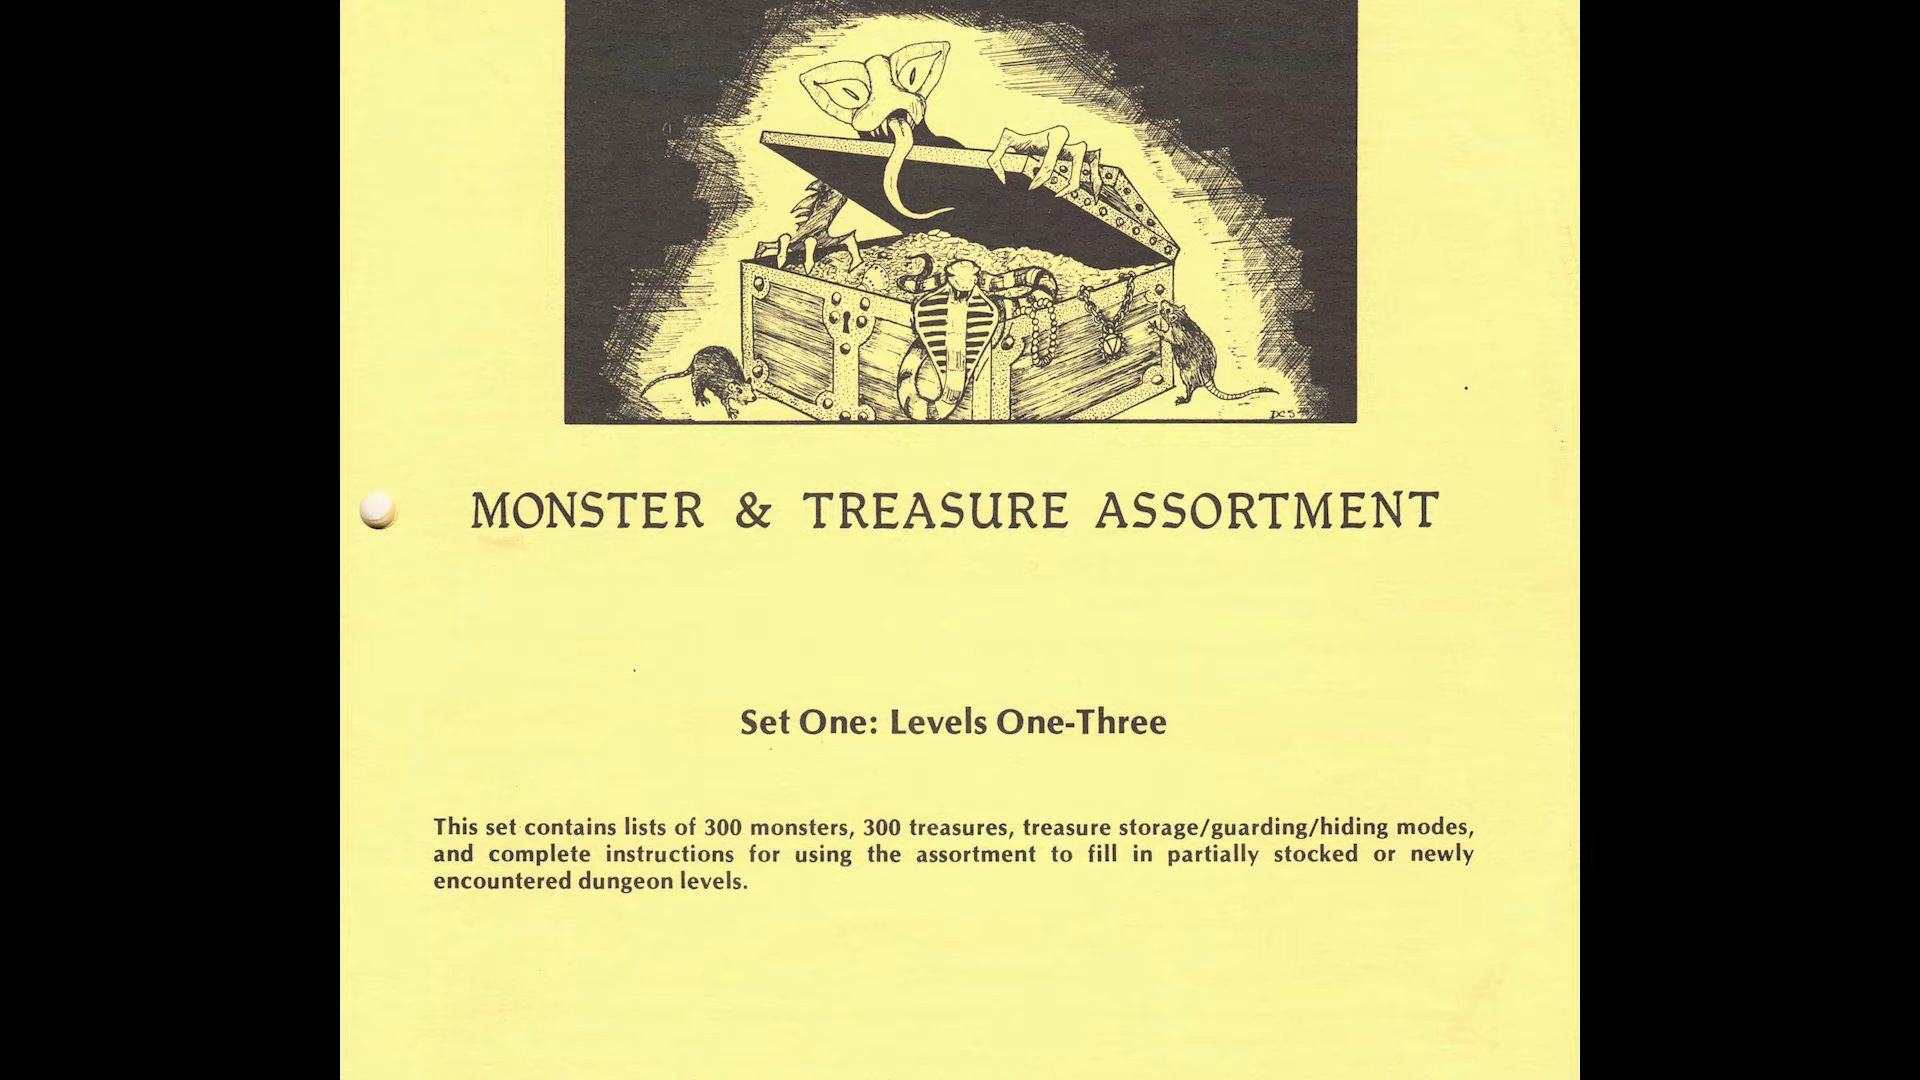 DCS
MONSTER & TREASURE ASSORTMENT
Set One: Levels One-Three
This set contains lists of 300 monsters, 300 treasures, treasure storage/guarding/hiding modes,
and complete instructions for using the assortment to fill in partially stocked or newly
encountered dungeon levels.